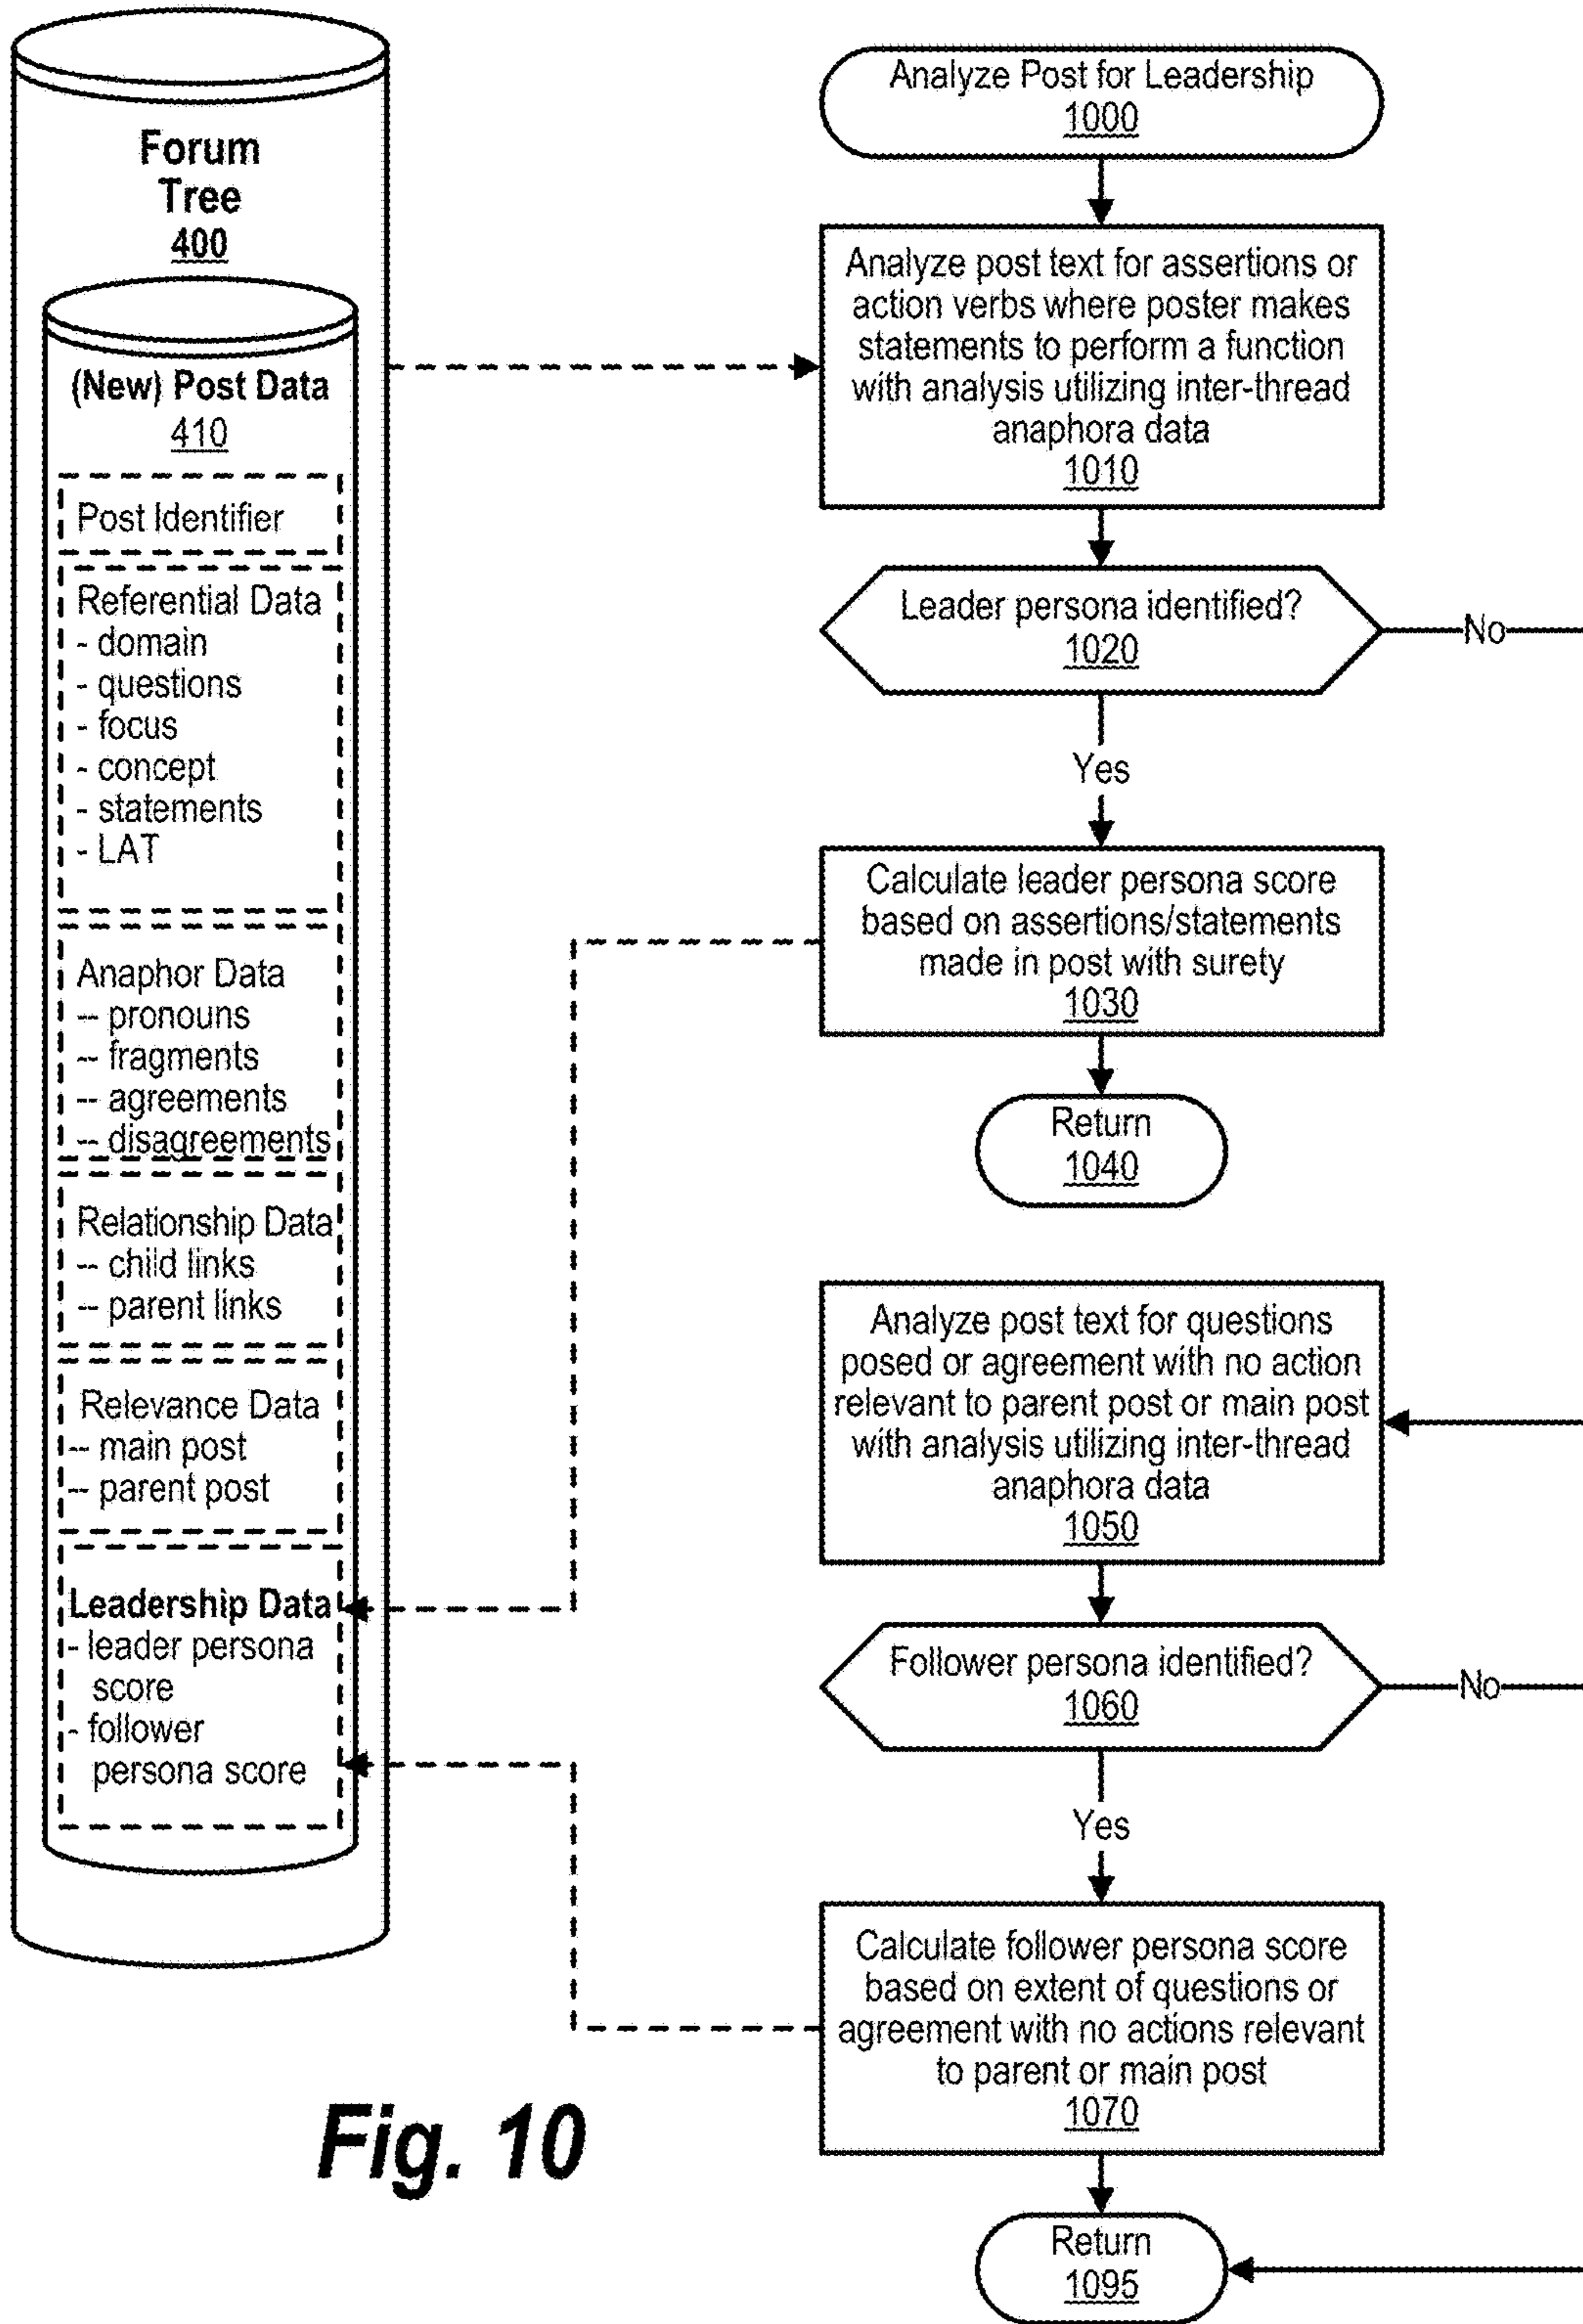 Forum
Tree
400
(New) Post Data
410
Post Identifier
Referential Data
- domain
- questions
- focus
- concept
- statements
- LAT
Anaphor Data
-- pronouns
-- fragments
-- agreements
-- disagreements
Relationship Data
-- child links
-- parent links
Relevance Data
-- main post
-- parent post
Leadership Data
- leader persona
score
- follower
persona score
Analyze Post for Leadership
1000
Analyze post text for assertions or
action verbs where poster makes
statements to perform a function
with analysis utilizing inter-thread
anaphora data
1010
Leader persona identified?
1020
No
Yes
Calculate leader persona score
based on assertions/statements
made in post with surety
1030
Return
1040
Analyze post text for questions
posed or agreement with no action
relevant to parent post or main post
with analysis utilizing inter-thread
anaphora data
1050
Follower persona identified?
1060
No
Yes
Calculate follower persona score
based on extent of questions or
agreement with no actions relevant
to parent or main post
1070
Return
1095
Fig. 10